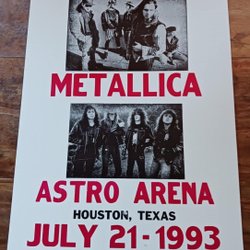 METALLICA
ASTRO ARENA
HOUSTON, TEXAS
JULY 21-1993